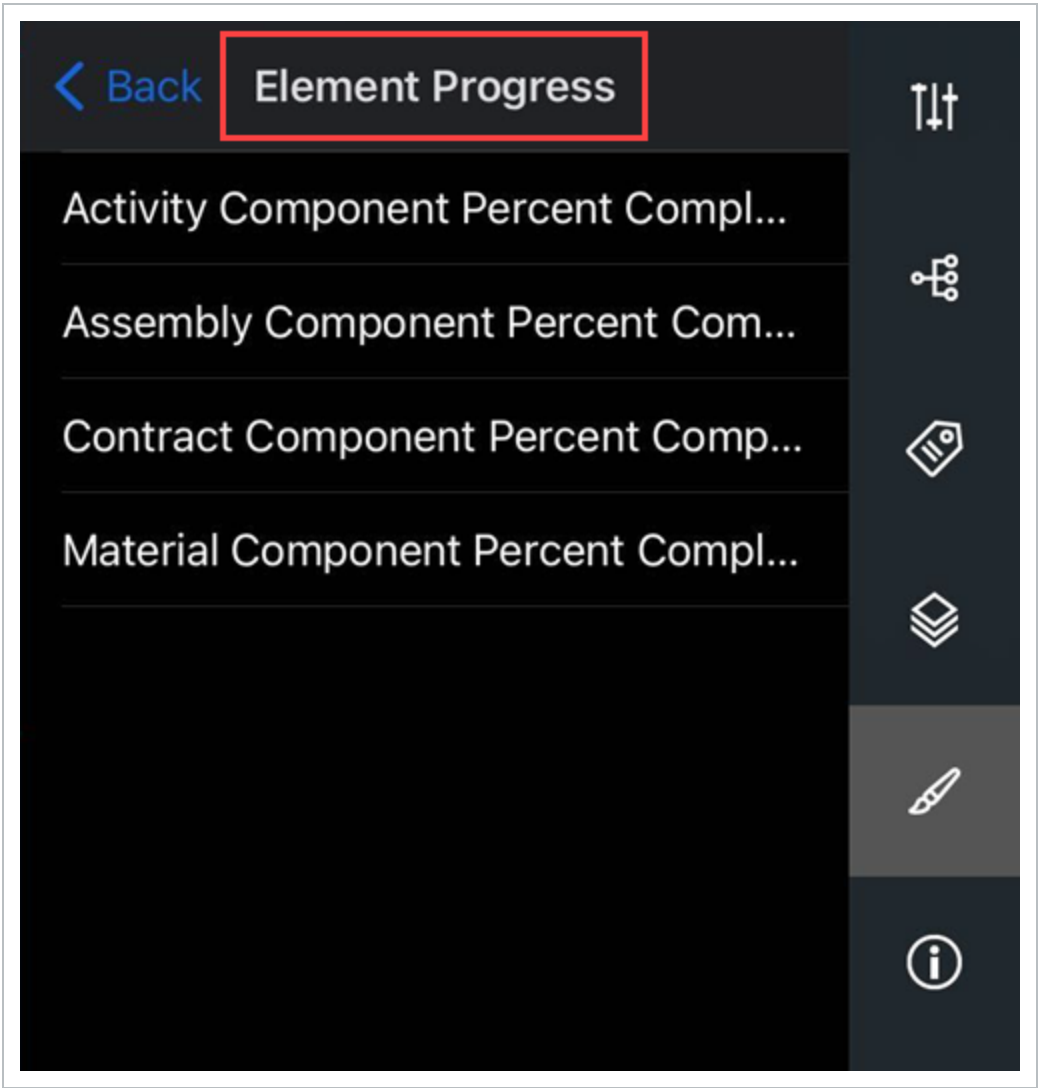 Back
Element Progress
Activity Component Percent Compl...
Assembly Component Percent Com...
Contract Component Percent Comp...
Material Component Percent Compl...